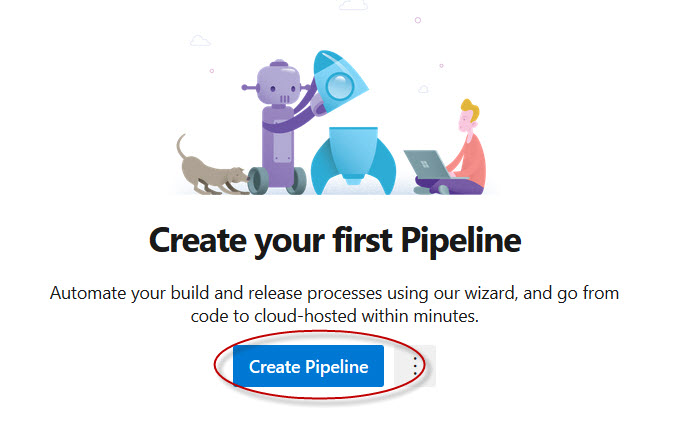 Create your first Pipeline
Automate your build and release processes using our wizard, and go from
code to cloud-hosted within minutes.
Create Pipeline